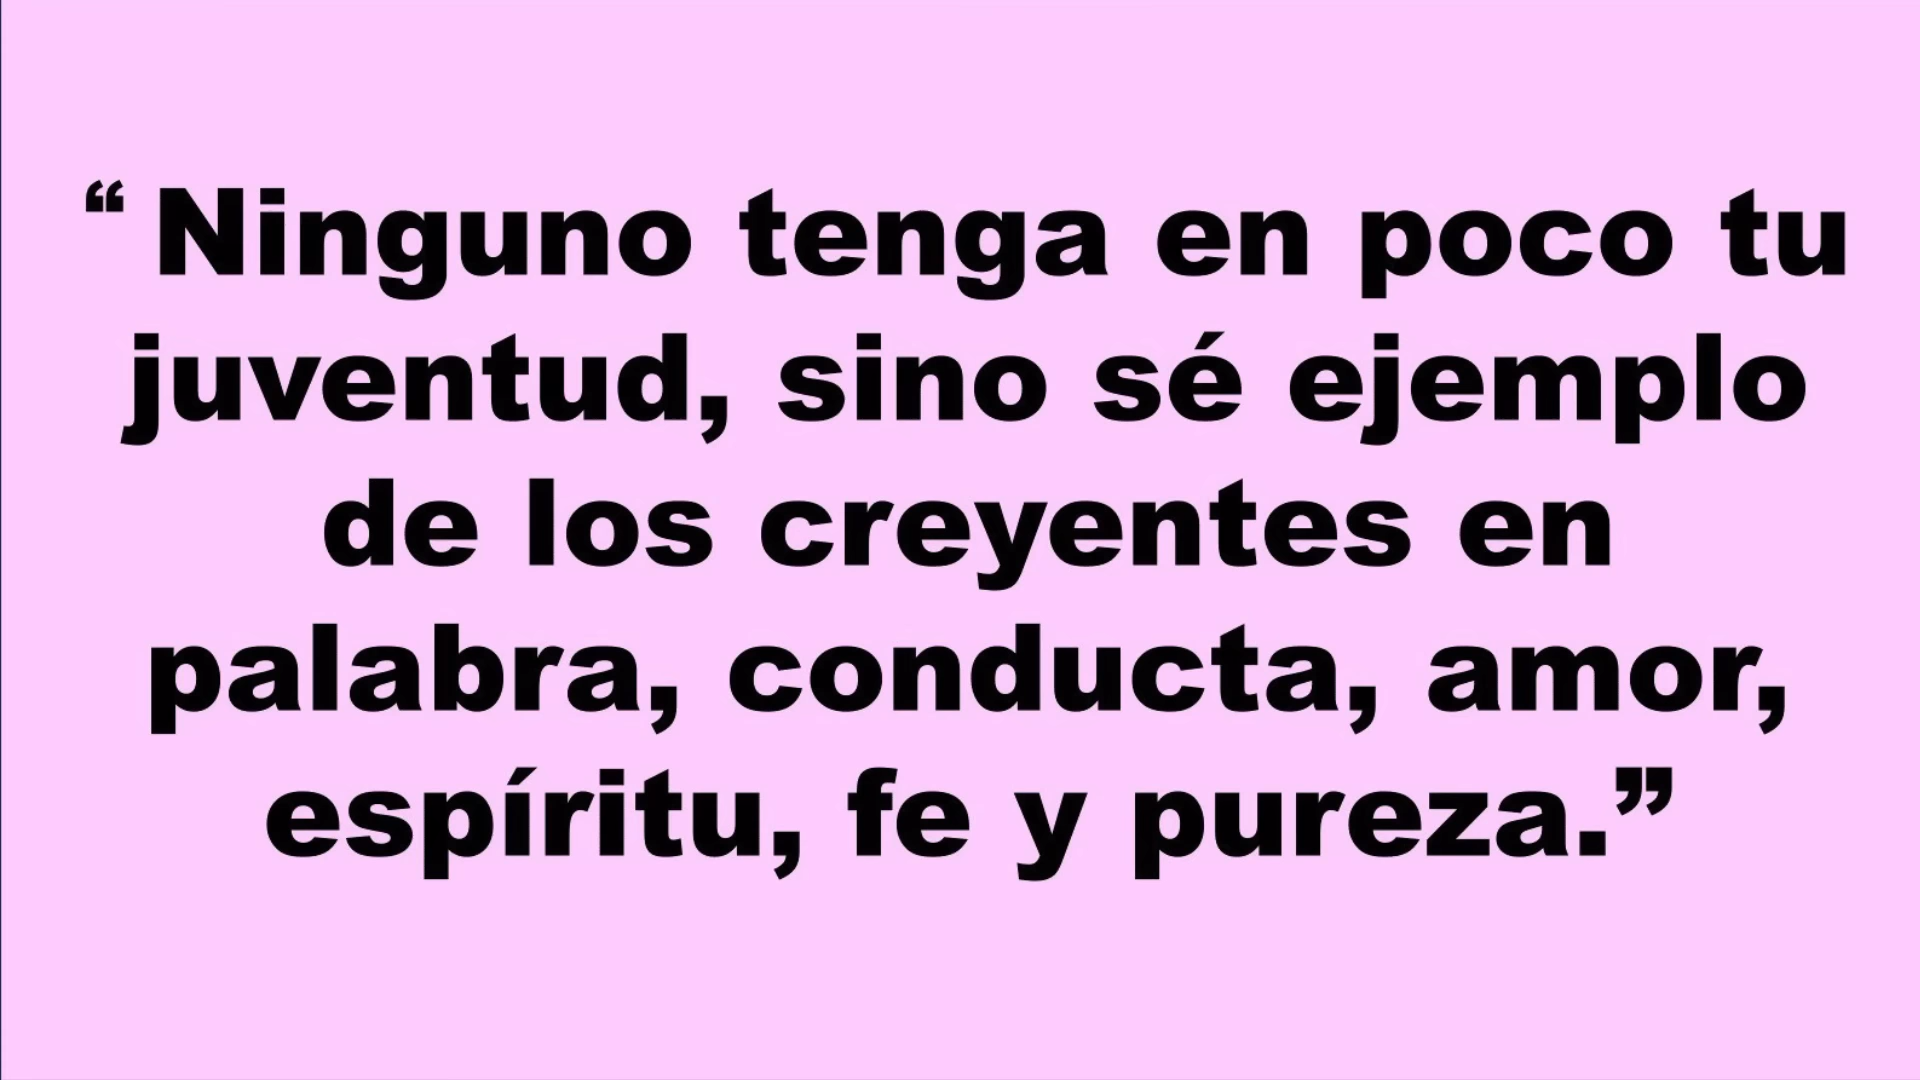 “ Ninguno tenga en poco tu
juventud, sino sé ejemplo
de los creyentes en
palabra, conducta, amor,
espíritu, fe y pureza.”